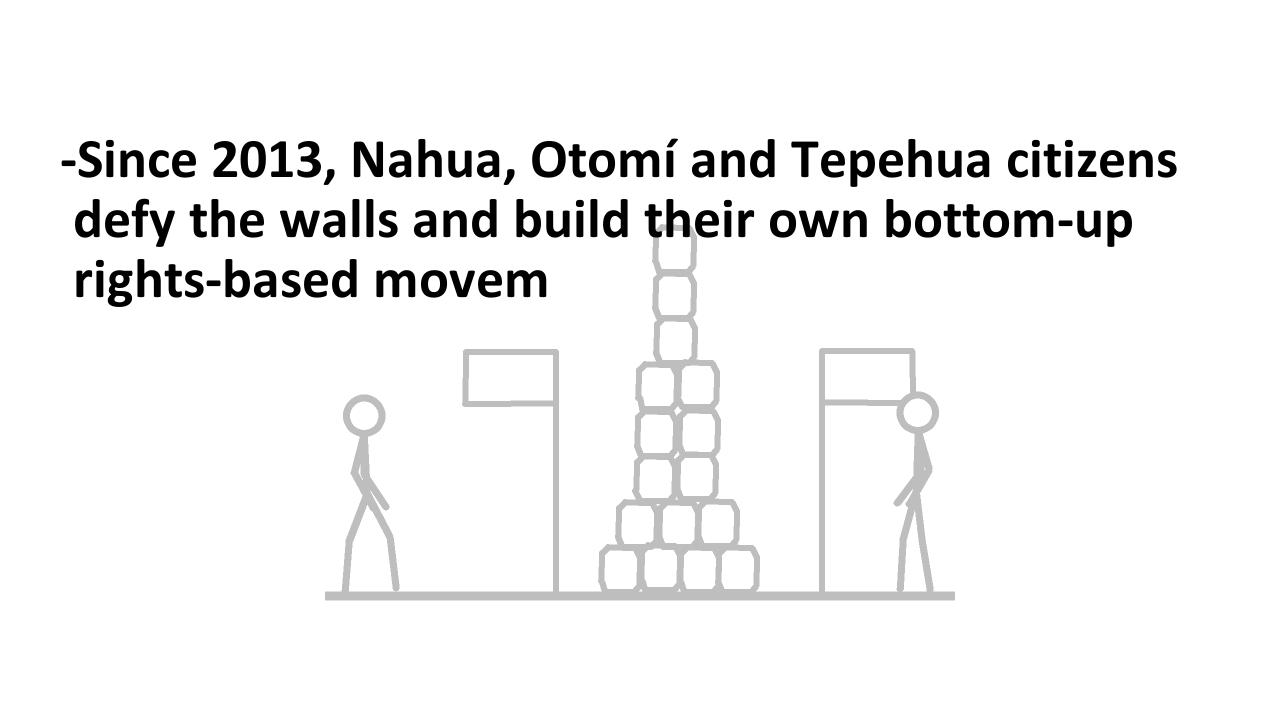 -Since 2013, Nahua, Otomí and Tepehua citizens
defy the walls and build their own bottom-up
rights-based movem